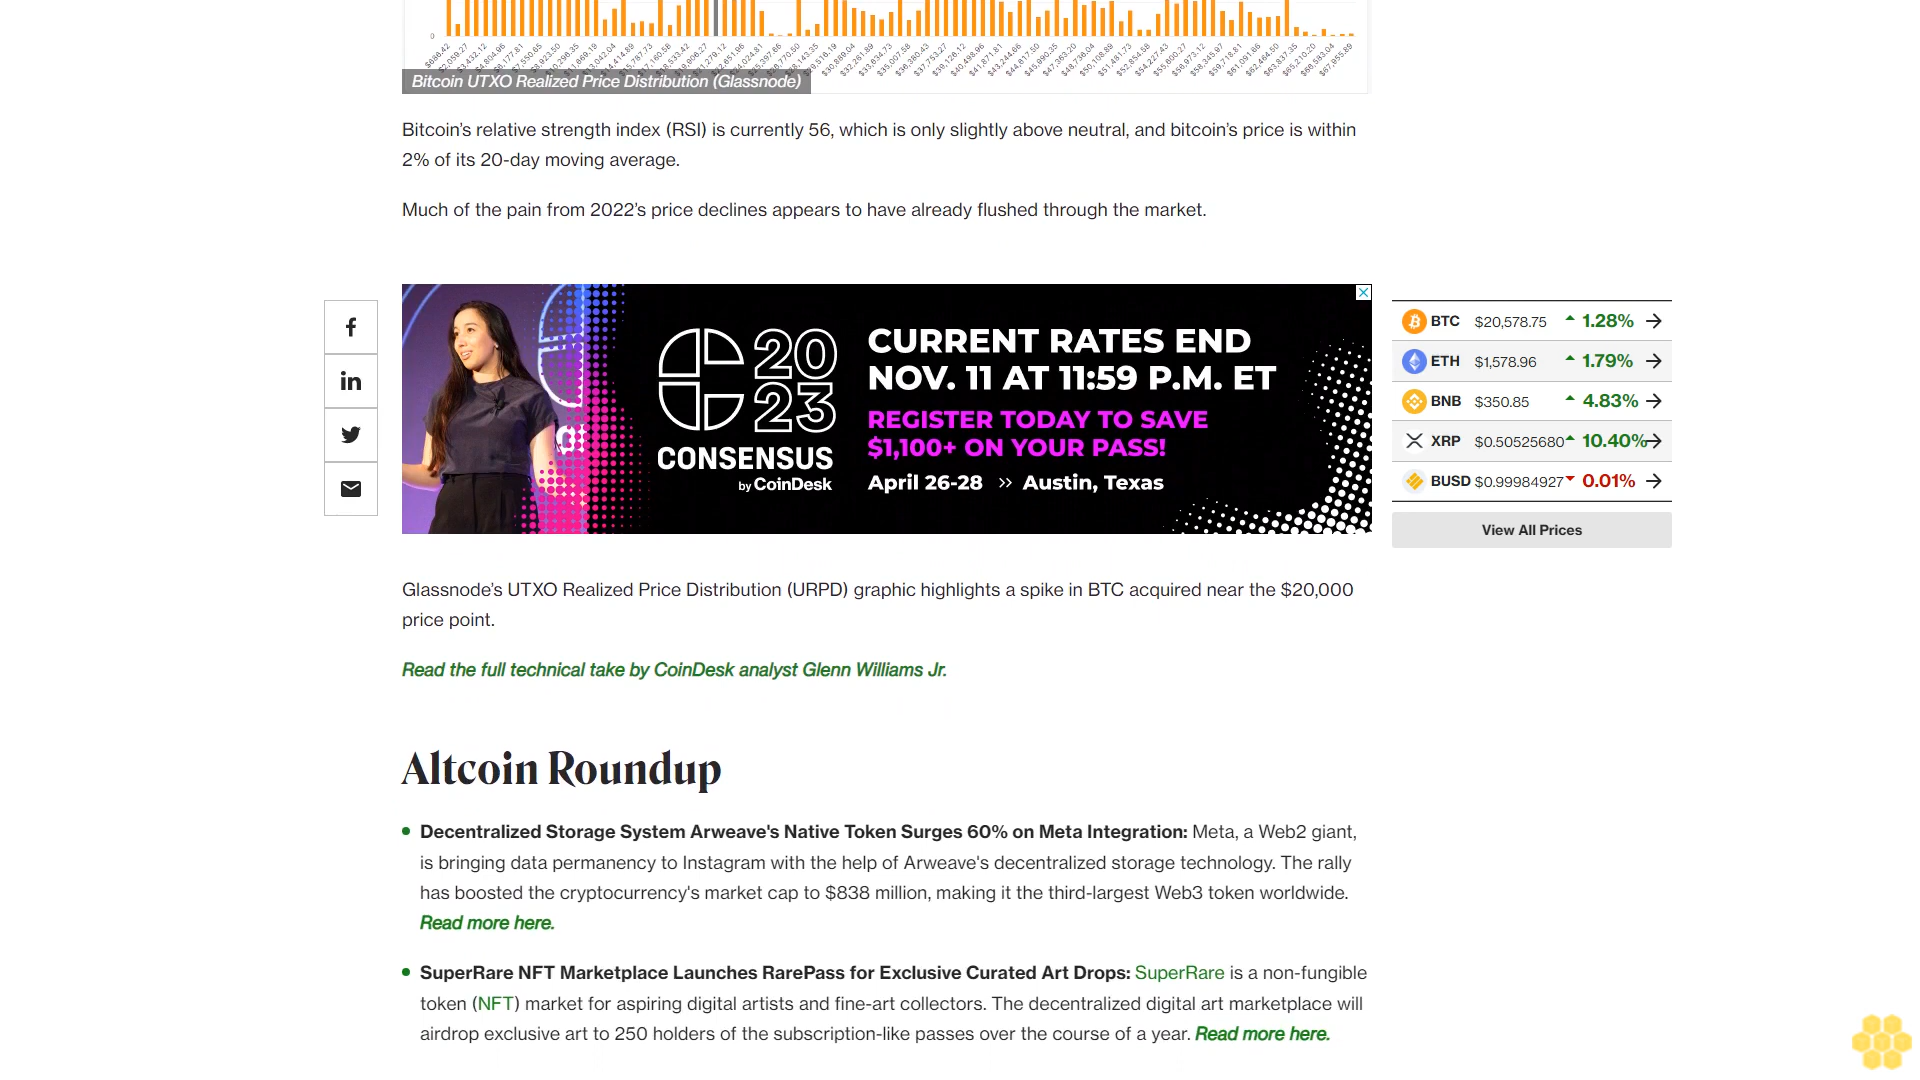 0
Bitcoin UTXO Realized Price Distribution (Glassnode)
Bitcoin’s relative strength index (RSI) is currently 56, which is only slightly above neutral, and bitcoin’s price is within
2% of its 20-day moving average.
Much of the pain from 2022’s price declines appears to have already flushed through the market.
2023
CONSENSUS
by CoinDesk
CURRENT RATES END
NOV. 11 AT 11:59 P.M. ET
REGISTER TODAY TO SAVE
$1,100+ ON YOUR PASS!
April 26-28 » Austin, Texas
BTC $20,578.75 1.28%
ETH $1,578.96 1.79%
BNB $350.85 4.83%
XRP $0.50525680 10.40%
BUSD $0.99984927 0.01%
View All Prices
Glassnode’s UTXO Realized Price Distribution (URPD) graphic highlights a spike in BTC acquired near the $20,000
price point.
Read the full technical take by CoinDesk analyst Glenn Williams Jr.
Altcoin Roundup
Decentralized Storage System Arweave's Native Token Surges 60% on Meta Integration: Meta, a Web2 giant,
is bringing data permanency to Instagram with the help of Arweave's decentralized storage technology. The rally
has boosted the cryptocurrency's market cap to $838 million, making it the third-largest Web3 token worldwide.
Read more here.
SuperRare NFT Marketplace Launches RarePass for Exclusive Curated Art Drops: SuperRare is a non-fungible
token (NFT) market for aspiring digital artists and fine-art collectors. The decentralized digital art marketplace will
airdrop exclusive art to 250 holders of the subscription-like passes over the course of a year. Read more here.